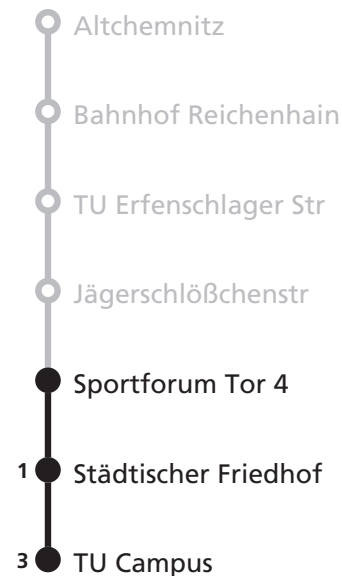 Altchemnitz
Bahnhof Reichenhain
TU Erfenschlager Str
Jägerschlößchenstr
Sportforum Tor 4
1 Städtischer Friedhof
3 TU Campus